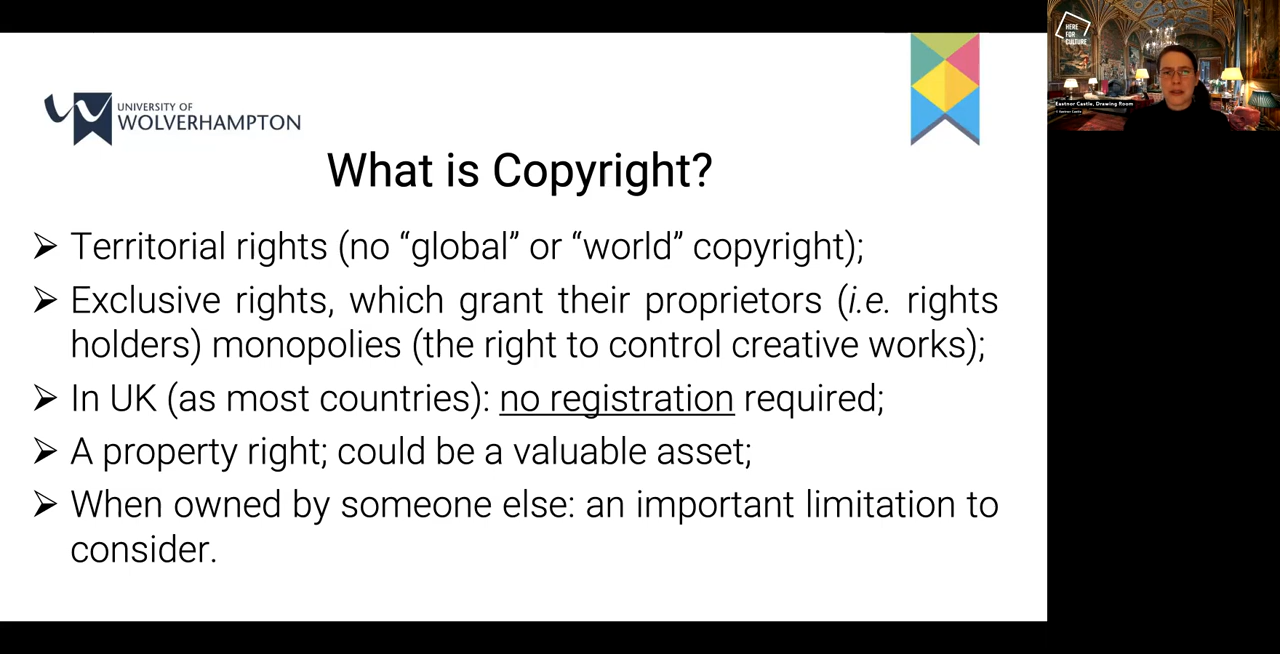 UNIVERSITY OF
WOLVERHAMPTON
What is Copyright?
➢ Territorial rights (no “global” or “world” copyright);
➢ Exclusive rights, which grant their proprietors (i.e. rights
holders) monopolies (the right to control creative works);
➢ In UK (as most countries): no registration required;
➢ A property right; could be a valuable asset;
➢ When owned by someone else: an important limitation to
consider.
HERE
FOR
CULTURE
Eastnor Castle, Drawing Room
© Eastnor Castle